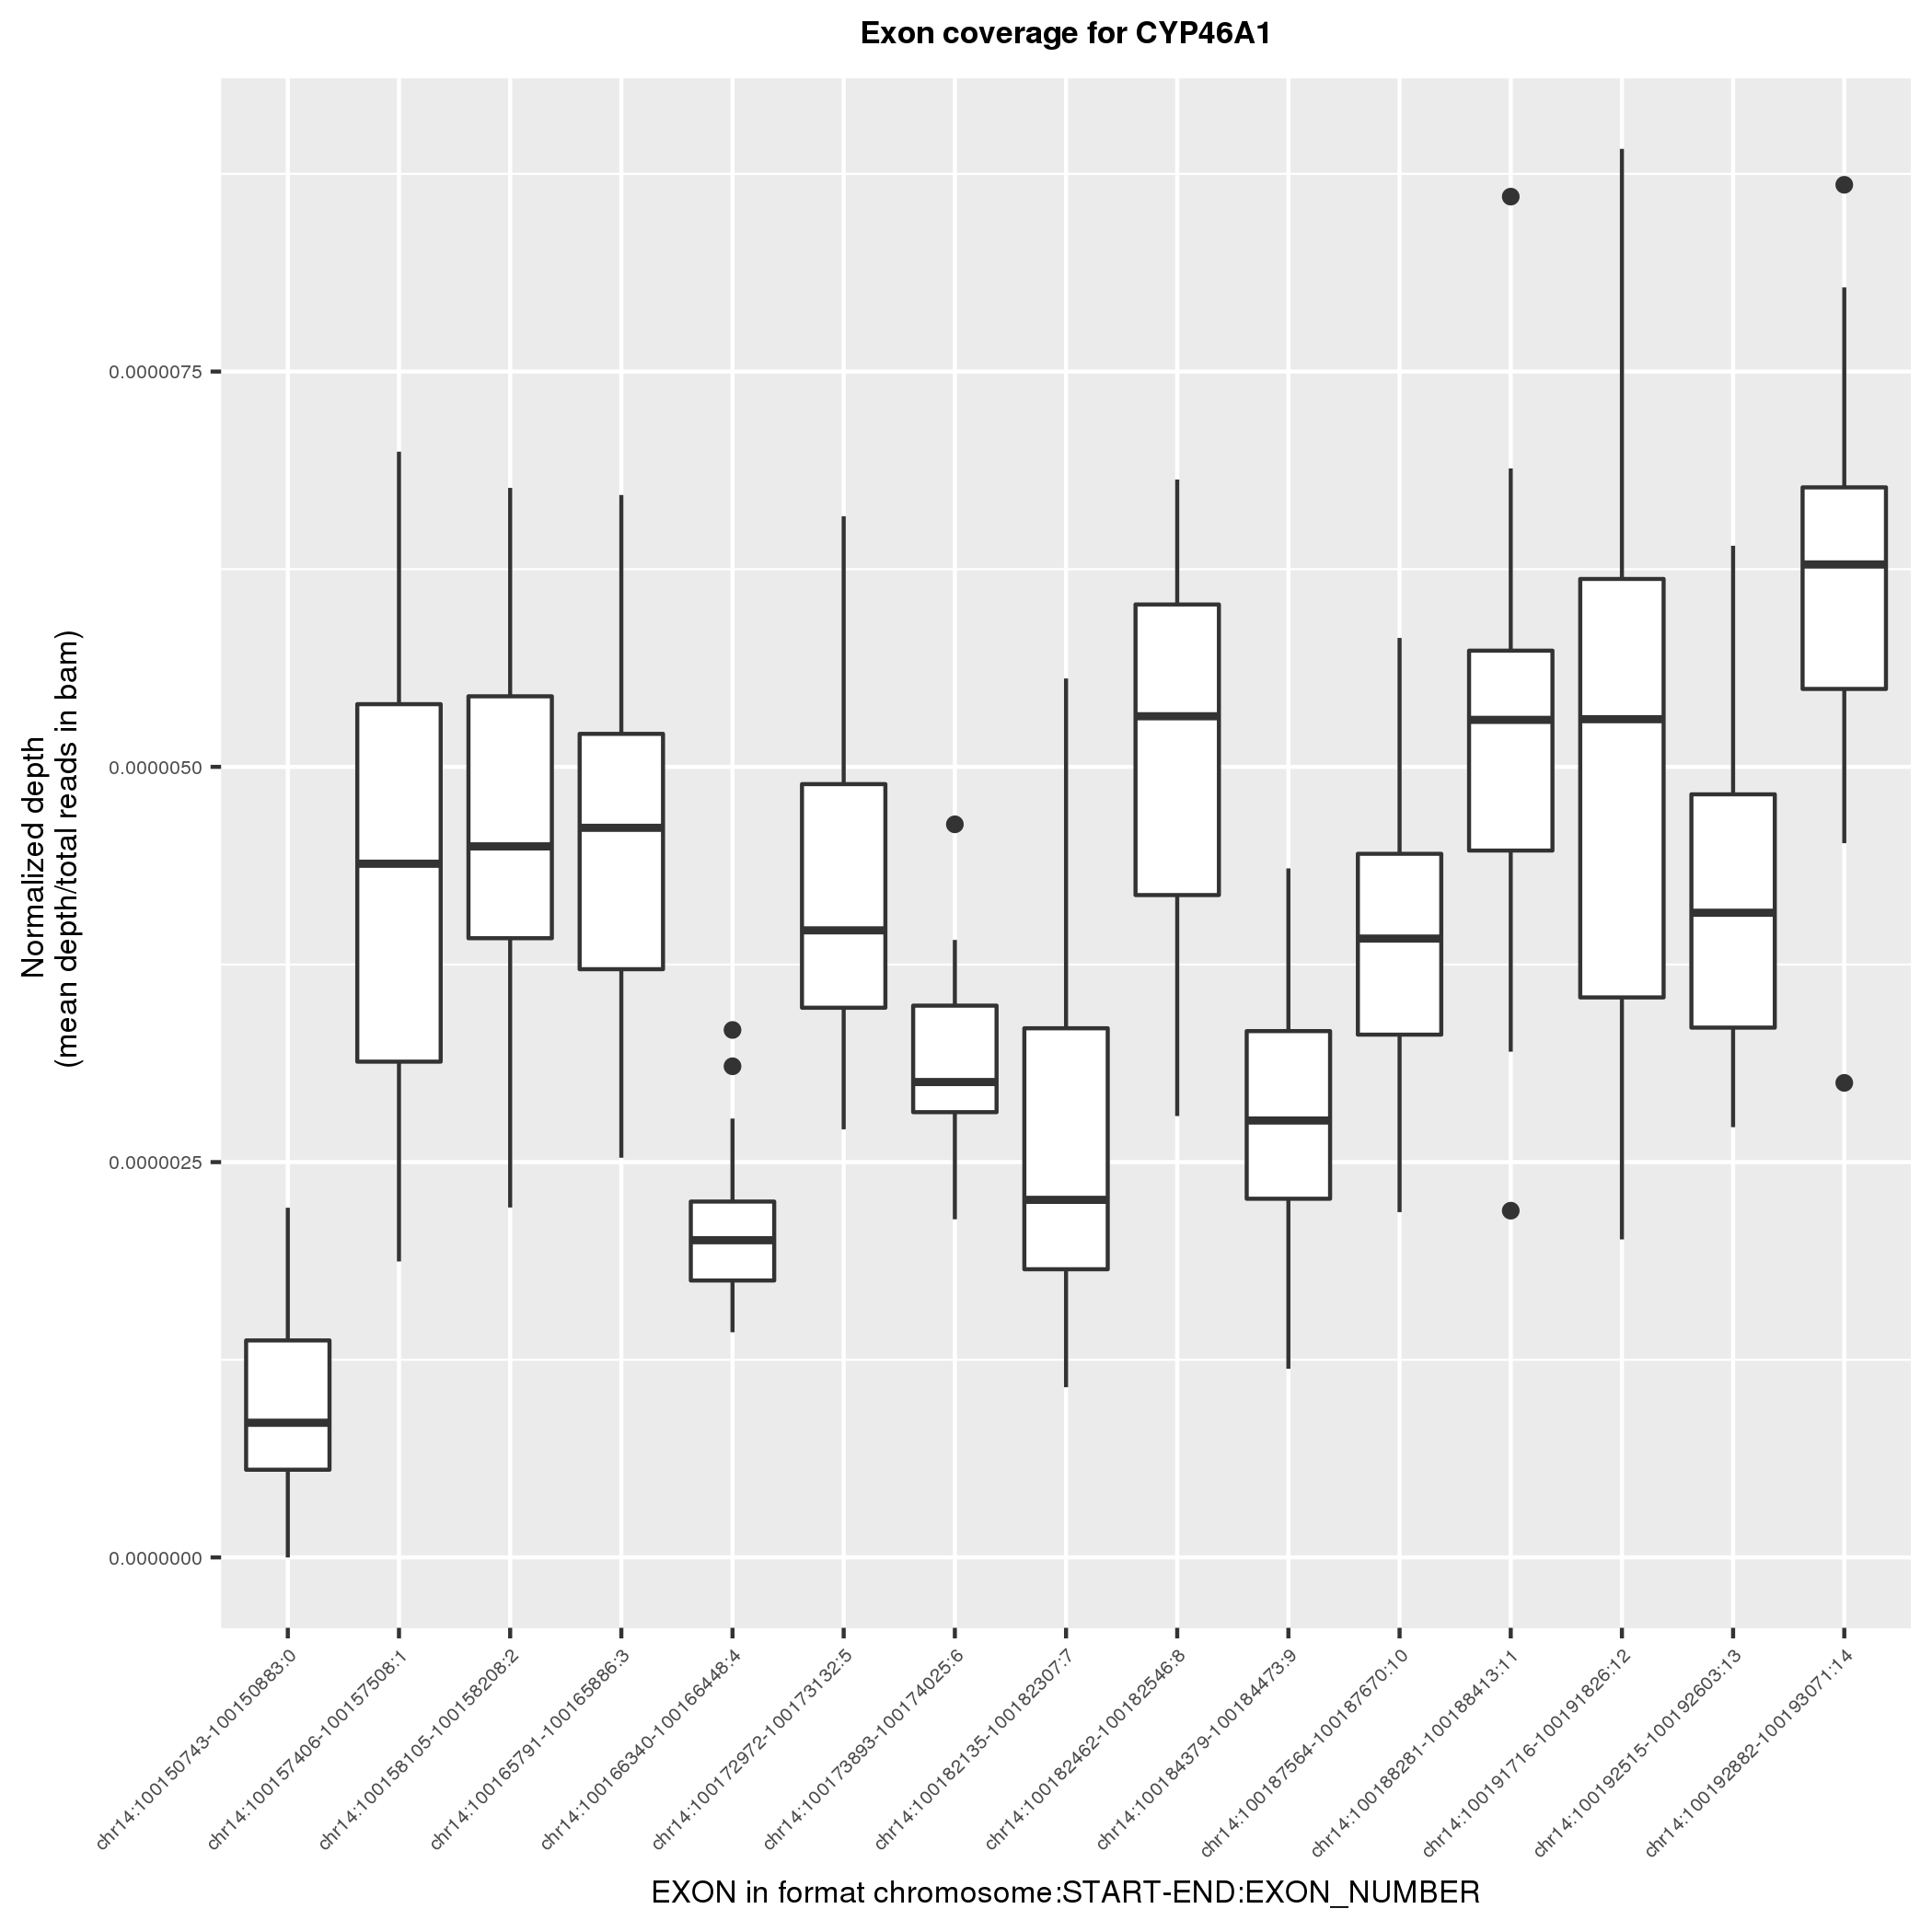 Exon coverage for CYP46A1
Normalized depth
(mean depth/total reads in bam)
0.0000075
0.0000050
0.0000025
0.0000000
chr14:100150743-100150883:0
chr14:100157406-100157508:1
chr14:100158105-100158208:2
chr14:100165791-100165886:3
chr14:100166340-100166448:4
chr14:100172972-100173132:5
chr14:100173893-100174025:6
chr14:100182135-100182307:7
chr14:100182462-100182546:8
chr14:100184379-100184473:9
chr14:100187564-100187670:10
chr14:100188281-100188413:11
chr14:100191716-100191826:12
chr14:100192515-100192603:13
chr14:100192882-100193071:14
EXON in format chromosome:START-END:EXON_NUMBER